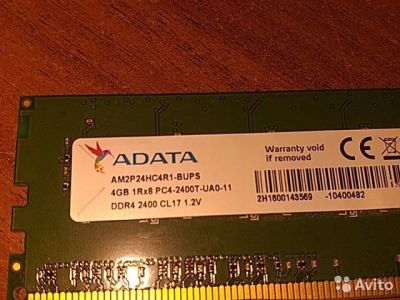 ADATA
AM2P24HC4R1-BUPS
4GB 1Rx8 PC4-2400T-UA0-11
DDR4 2400 CL17 1.2V
Warranty void
if removed
CE
2H1600143569 -10400482
Avito